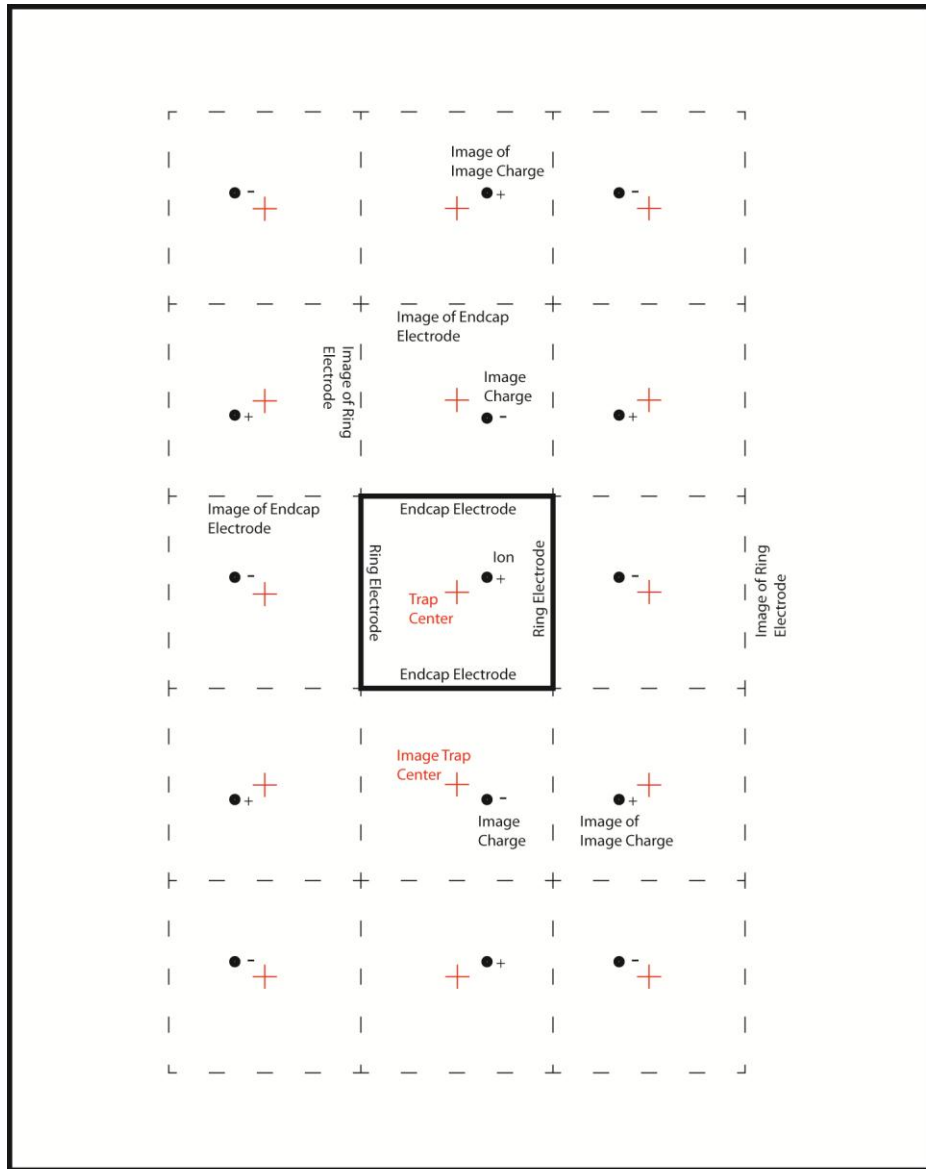 Image of
Image Charge
-
+
-
Image of Endcap
Electrode
Image of Ring
Electrode
Image
Charge
+
-
+
Image of Endcap
Electrode
Endcap Electrode
Ring Electrode
Ion
+
Ring Electrode
Trap
Center
Endcap Electrode
-
-
Image of Ring
Electrode
Image Trap
Center
+
-
+
Image
Charge
Image of
Image Charge
-
+
-